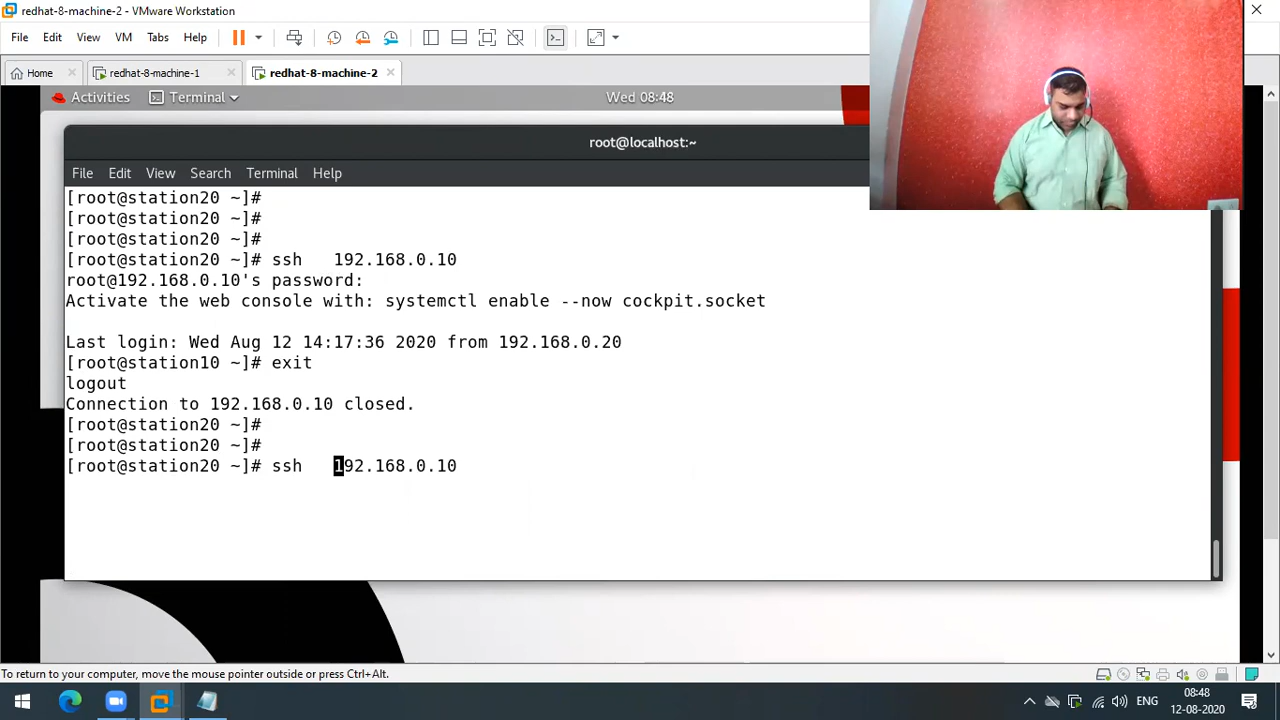 redhat-8-machine-2 - VMware Workstation
File Edit View VM Tabs Help
Home redhat-8-machine-1 redhat-8-machine-2
Activities Terminal Wed 08:48
root@localhost:~
File Edit View Search Terminal Help
[root@station20 ~]#
[root@station20 ~]#
[root@station20 ~]#
[root@station20 ~]# ssh   192.168.0.10
root@192.168.0.10's password:
Activate the web console with: systemctl enable --now cockpit.socket
Last login: Wed Aug 12 14:17:36 2020 from 192.168.0.20
[root@station10 ~]# exit
logout
Connection to 192.168.0.10 closed.
[root@station20 ~]#
[root@station20 ~]#
[root@station20 ~]# ssh   192.168.0.10
To return to your computer, move the mouse pointer outside or press Ctrl+Alt.
ENG 08:48
12-08-2020